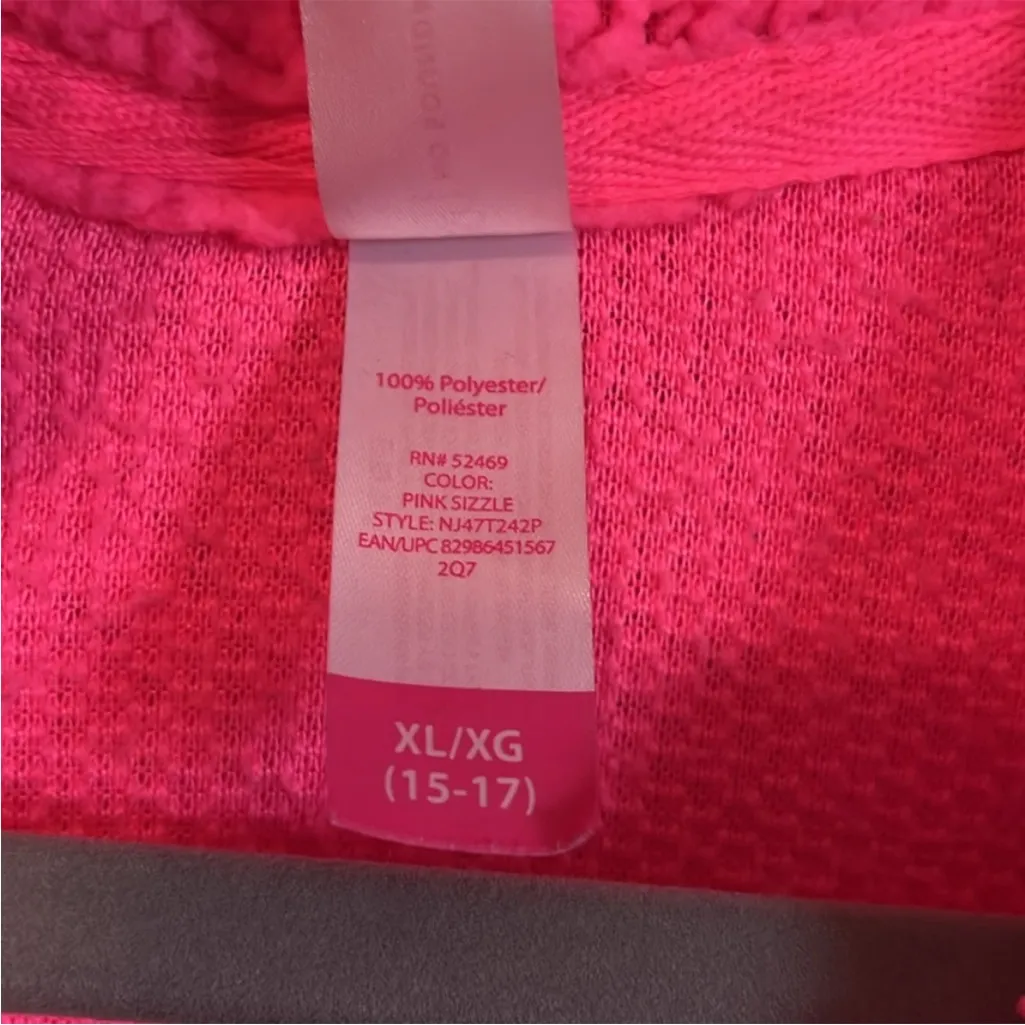 100% Polyester/
Poliéster
RN# 52469
COLOR:
PINK SIZZLE
STYLE: NJ47T242P
EAN/UPC 82986451567
2Q7
XL/XG
(15-17)